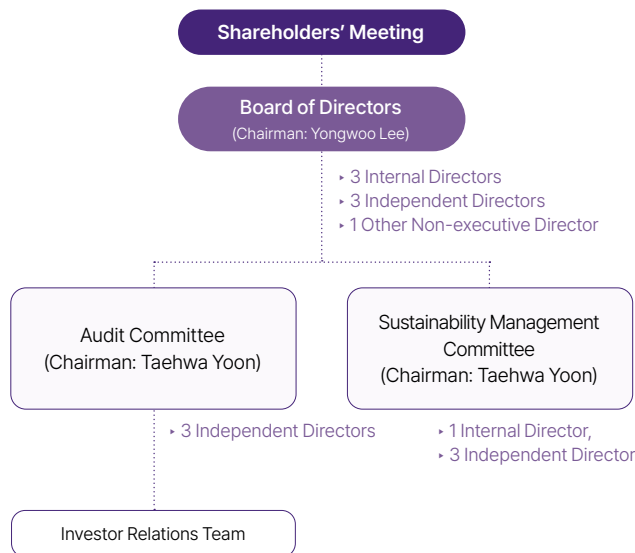 Shareholders’ Meeting
Board of Directors
(Chairman: Yongwoo Lee)
‣ 3 Internal Directors
‣ 3 Independent Directors
‣ 1 Other Non-executive Director
Audit Committee
(Chairman: Taehwa Yoon)
Sustainability Management
Committee
(Chairman: Taehwa Yoon)
‣ 3 Independent Directors
‣ 1 Internal Director,
‣ 3 Independent Director
Investor Relations Team